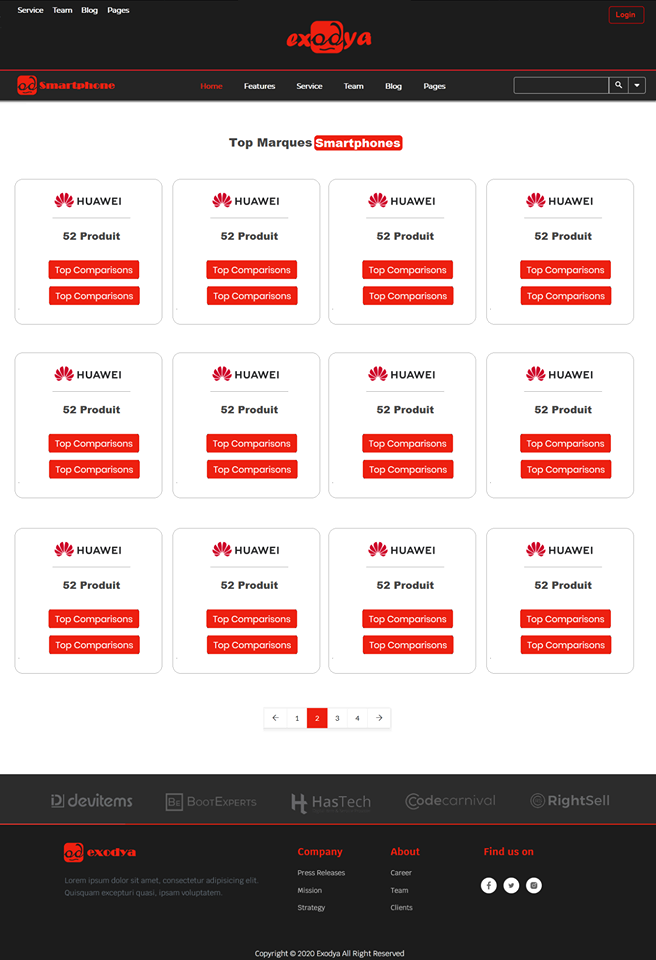 Service Team Blog Pages
Login
exodya
Smartphone
Home Features Service Team Blog Pages
Top Marques Smartphones
HUAWEI HUAWEI HUAWEI HUAWEI
52 Produit 52 Produit 52 Produit 52 Produit
Top Comparisons Top Comparisons Top Comparisons Top Comparisons
Top Comparisons Top Comparisons Top Comparisons Top Comparisons
HUAWEI HUAWEI HUAWEI HUAWEI
52 Produit 52 Produit 52 Produit 52 Produit
Top Comparisons Top Comparisons Top Comparisons Top Comparisons
Top Comparisons Top Comparisons Top Comparisons Top Comparisons
HUAWEI HUAWEI HUAWEI HUAWEI
52 Produit 52 Produit 52 Produit 52 Produit
Top Comparisons Top Comparisons Top Comparisons Top Comparisons
Top Comparisons Top Comparisons Top Comparisons Top Comparisons
← 1 2 3 4 →
devitems BE BOOTEXPERTS HasTech Codecarnival RightSell
exodya
Lorem ipsum dolor sit amet, consectetur adipisicing elit.
Quisquam excepturi quasi, ipsam voluptatem.
Company
Press Releases
Mission
Strategy
About
Career
Team
Clients
Find us on
Copyright © 2020 Exodya All Right Reserved